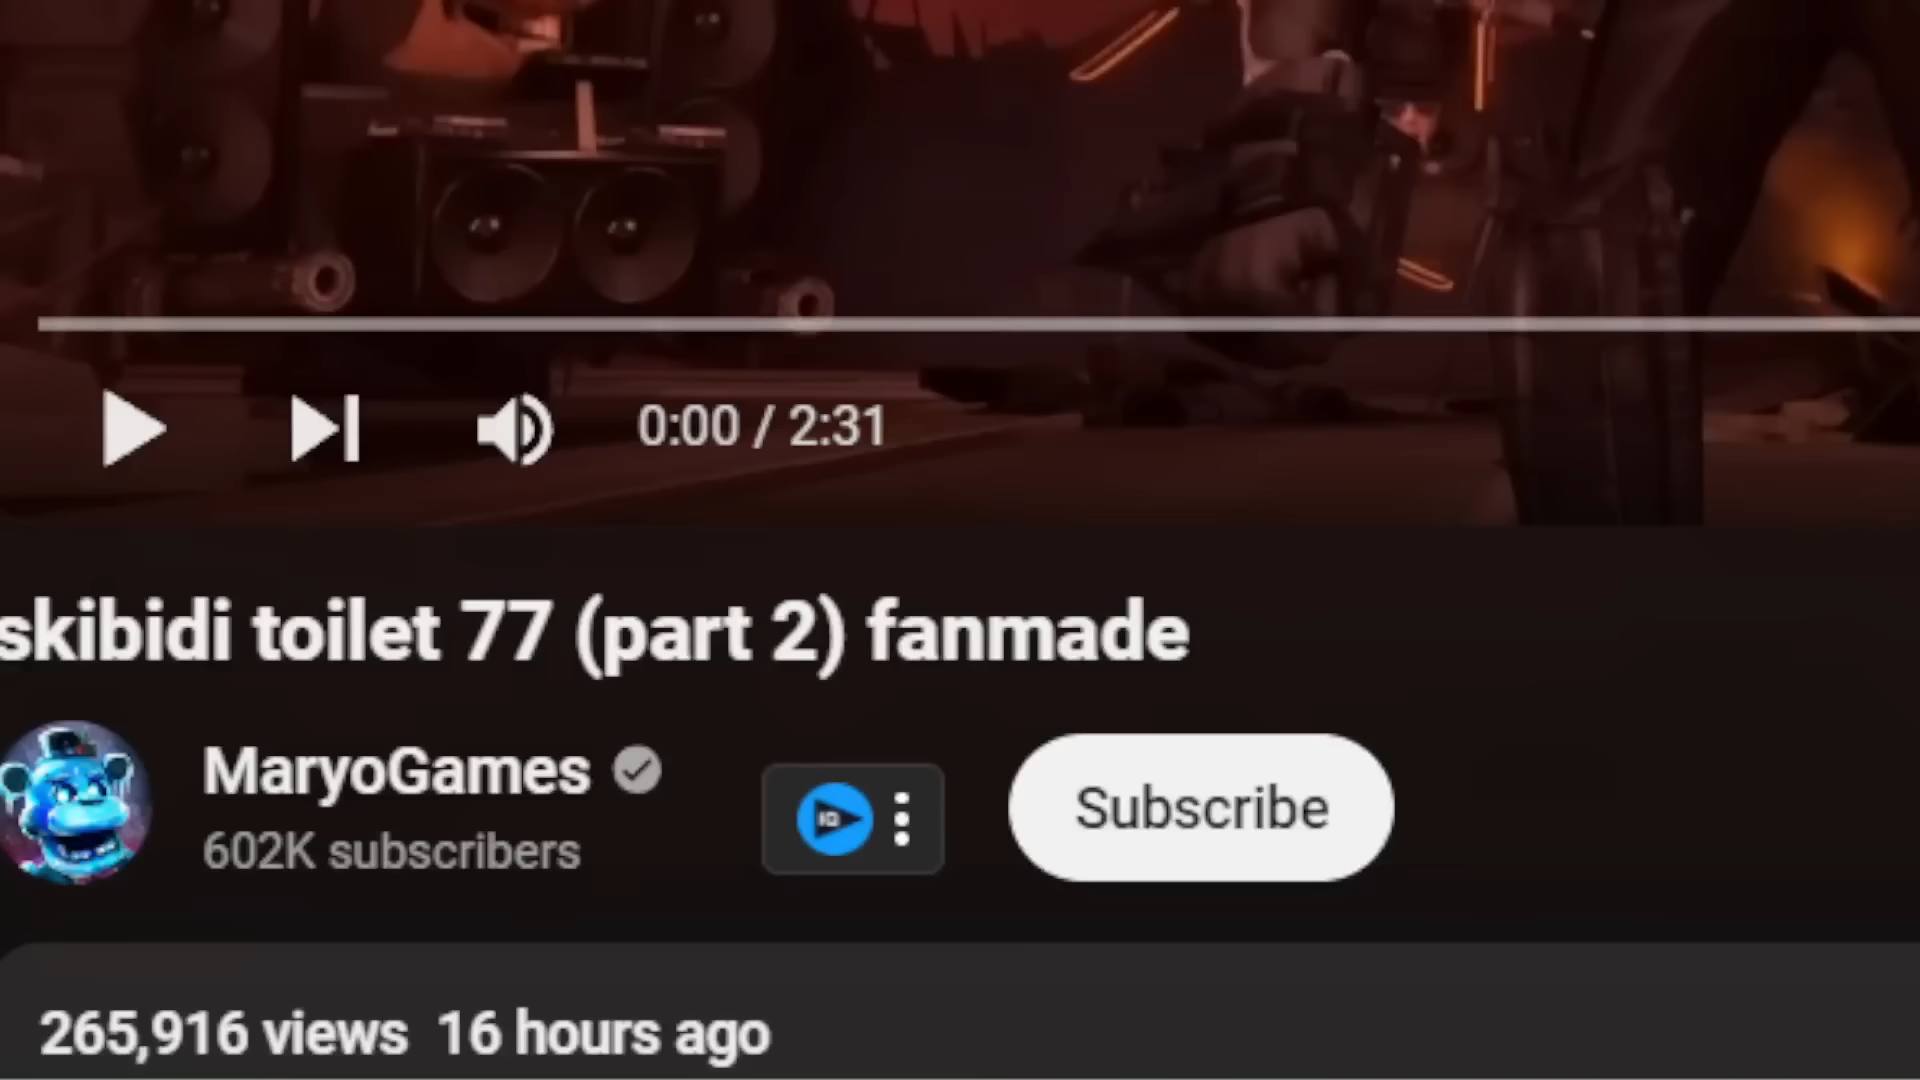 0:00 / 2:31
skibidi toilet 77 (part 2) fanmade
MaryoGames
602K subscribers
IQ
Subscribe
265,916 views 16 hours ago